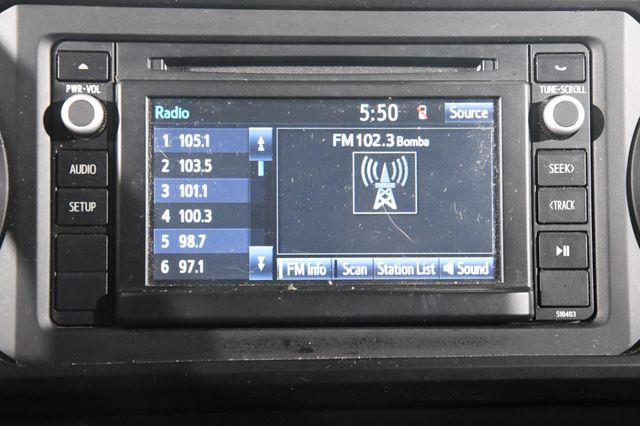 PWR•VOL
TUNE•SCROLL
Radio 5:50 Source
1 105.1
2 103.5
3 101.1
4 100.3
5 98.7
6 97.1
FM 102.3 Bomba
FM Info Scan Station List Sound
AUDIO
SETUP
SEEK>
<TRACK
510403